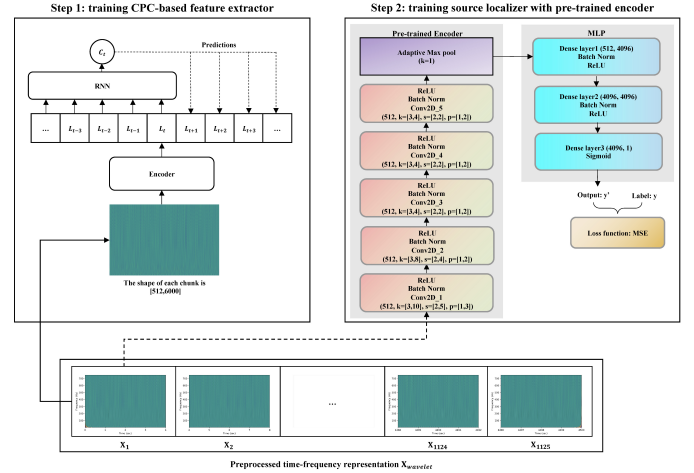 Step 1: training CPC-based feature extractor
C_t
Predictions
RNN
... L_{t-3} L_{t-2} L_{t-1} L_t L_{t+1} L_{t+2} L_{t+3} ...
Encoder
The shape of each chunk is
[512,6000]
Step 2: training source localizer with pre-trained encoder
Pre-trained Encoder
Adaptive Max pool
(k=1)
ReLU
Batch Norm
Conv2D_5
(512, k=[3,4], s=[2,2], p=[1,2])
ReLU
Batch Norm
Conv2D_4
(512, k=[3,4], s=[2,2], p=[1,2])
ReLU
Batch Norm
Conv2D_3
(512, k=[3,4], s=[2,2], p=[1,2])
ReLU
Batch Norm
Conv2D_2
(512, k=[3,8], s=[2,4], p=[1,2])
ReLU
Batch Norm
Conv2D_1
(512, k=[3,10], s=[2,5], p=[1,3])
MLP
Dense layer1 (512, 4096)
Batch Norm
ReLU
Dense layer2 (4096, 4096)
Batch Norm
ReLU
Dense layer3 (4096, 1)
Sigmoid
Output: y' Label: y
Loss function: MSE
...
X_1 X_2 X_{1124} X_{1125}
Preprocessed time-frequency representation X_{wavelet}